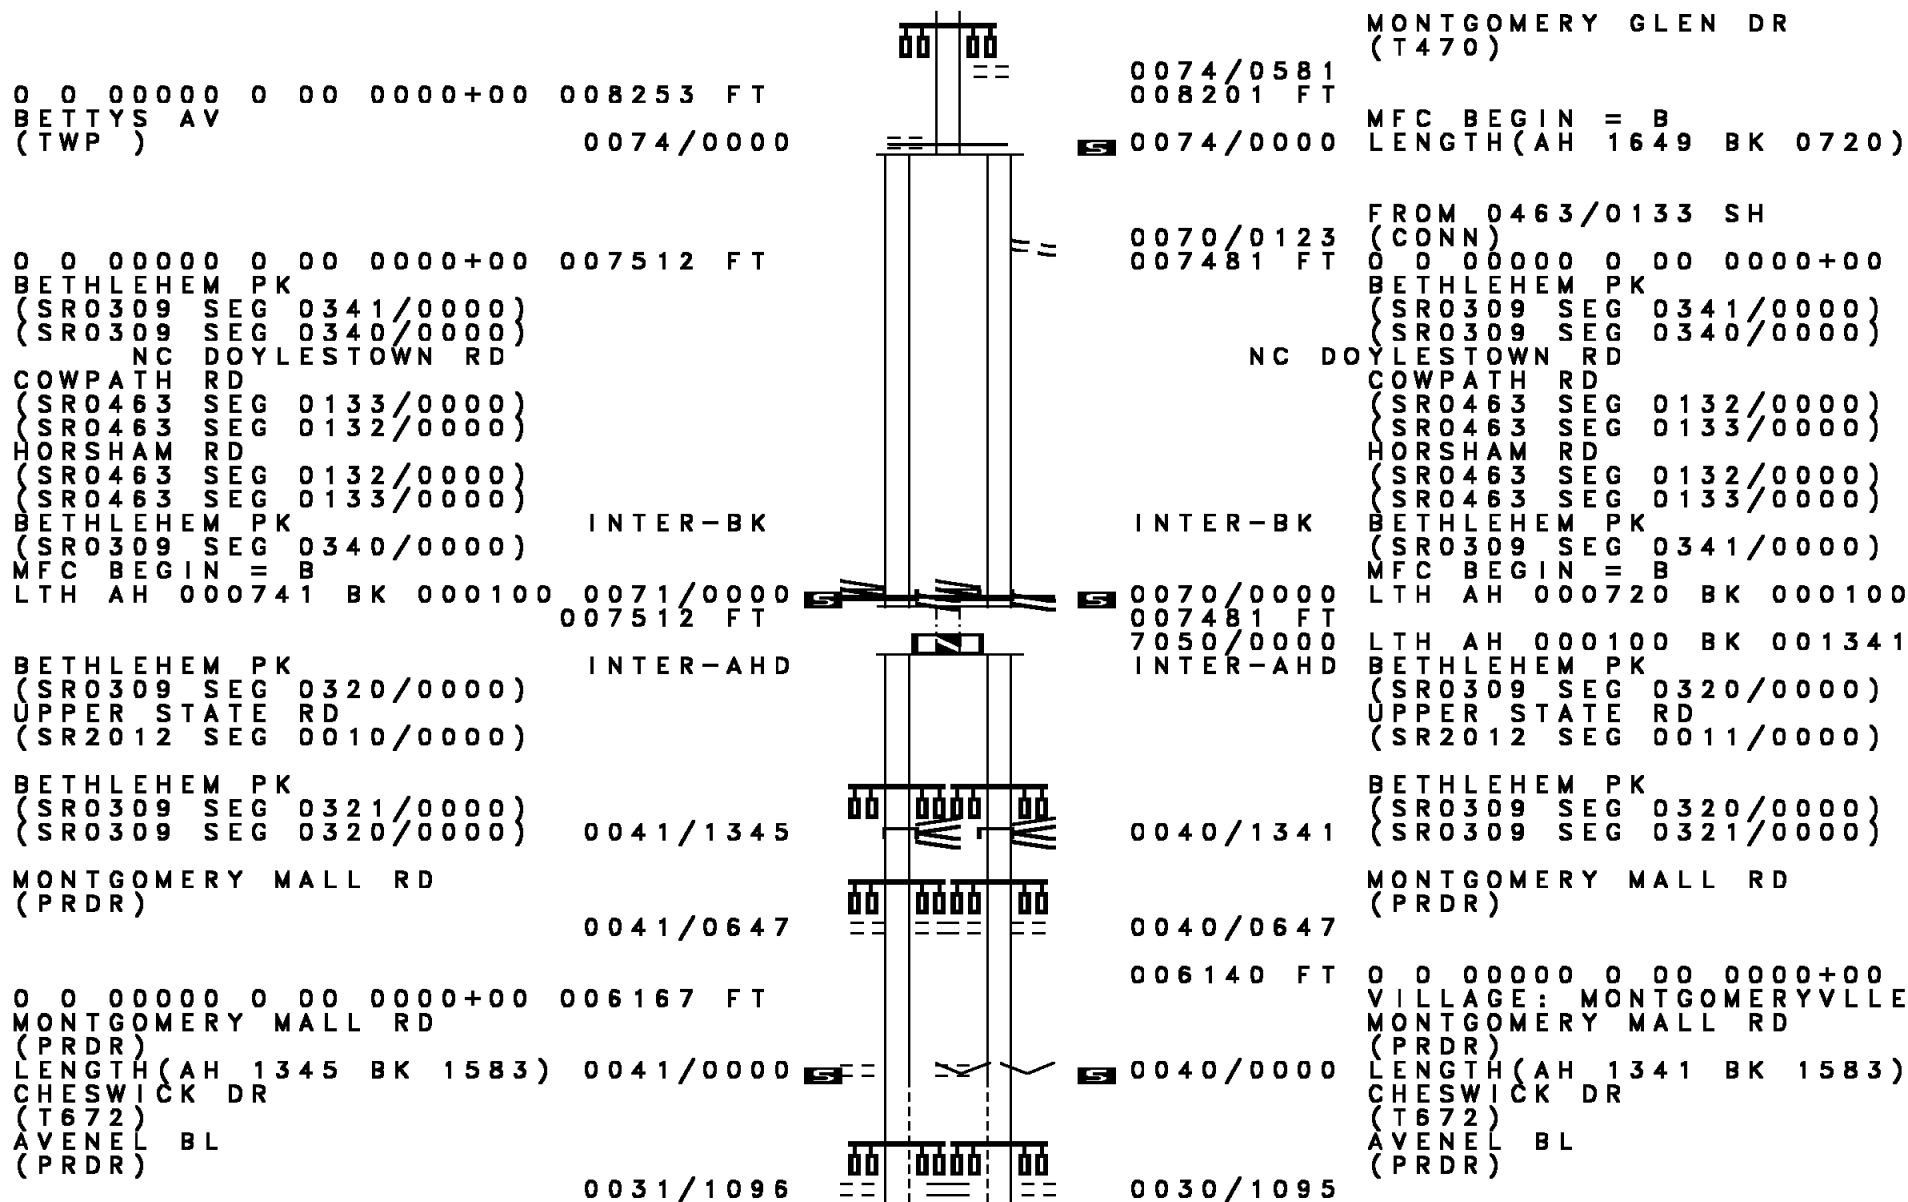 MONTGOMERY GLEN DR
(T470)
0074/0581
0 0 00000 0 00 0000+00 008253 FT 008201 FT
BETTYS AV MFC BEGIN = B
(TWP ) 0074/0000 S 0074/0000 LENGTH(AH 1649 BK 0720)
FROM 0463/0133 SH
0070/0123 (CONN)
0 0 00000 0 00 0000+00 007512 FT 007481 FT 0 0 00000 0 00 0000+00
BETHLEHEM PK BETHLEHEM PK
(SR0309 SEG 0341/0000) (SR0309 SEG 0341/0000)
(SR0309 SEG 0340/0000) (SR0309 SEG 0340/0000)
NC DOYLESTOWN RD NC DOYLESTOWN RD
COWPATH RD COWPATH RD
(SR0463 SEG 0133/0000) (SR0463 SEG 0132/0000)
(SR0463 SEG 0132/0000) (SR0463 SEG 0133/0000)
HORSHAM RD HORSHAM RD
(SR0463 SEG 0132/0000) (SR0463 SEG 0132/0000)
(SR0463 SEG 0133/0000) (SR0463 SEG 0133/0000)
BETHLEHEM PK INTER-BK INTER-BK BETHLEHEM PK
(SR0309 SEG 0340/0000) (SR0309 SEG 0341/0000)
MFC BEGIN = B MFC BEGIN = B
LTH AH 000741 BK 000100 0071/0000 S S 0070/0000 LTH AH 000720 BK 000100
007512 FT 007481 FT
7050/0000 LTH AH 000100 BK 001341
BETHLEHEM PK INTER-AHD INTER-AHD BETHLEHEM PK
(SR0309 SEG 0320/0000) (SR0309 SEG 0320/0000)
UPPER STATE RD UPPER STATE RD
(SR2012 SEG 0010/0000) (SR2012 SEG 0011/0000)
BETHLEHEM PK BETHLEHEM PK
(SR0309 SEG 0321/0000) (SR0309 SEG 0320/0000)
(SR0309 SEG 0320/0000) 0041/1345 0040/1341 (SR0309 SEG 0321/0000)
MONTGOMERY MALL RD MONTGOMERY MALL RD
(PRDR) (PRDR)
0041/0647 0040/0647
006140 FT 0 0 00000 0 00 0000+00
0 0 00000 0 00 0000+00 006167 FT VILLAGE: MONTGOMERYVLLE
MONTGOMERY MALL RD MONTGOMERY MALL RD
(PRDR) (PRDR)
LENGTH(AH 1345 BK 1583) 0041/0000 S S 0040/0000 LENGTH(AH 1341 BK 1583)
CHESWICK DR CHESWICK DR
(T672) (T672)
AVENEL BL AVENEL BL
(PRDR) (PRDR)
0031/1096 0030/1095